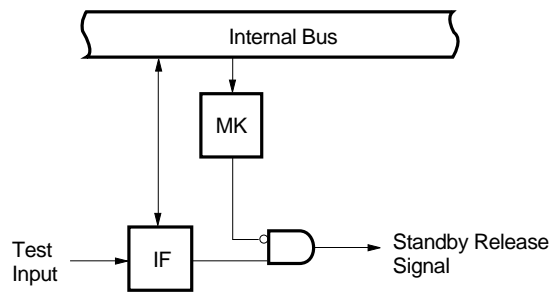 Internal Bus
MK
Test
Input
IF
Standby Release
Signal